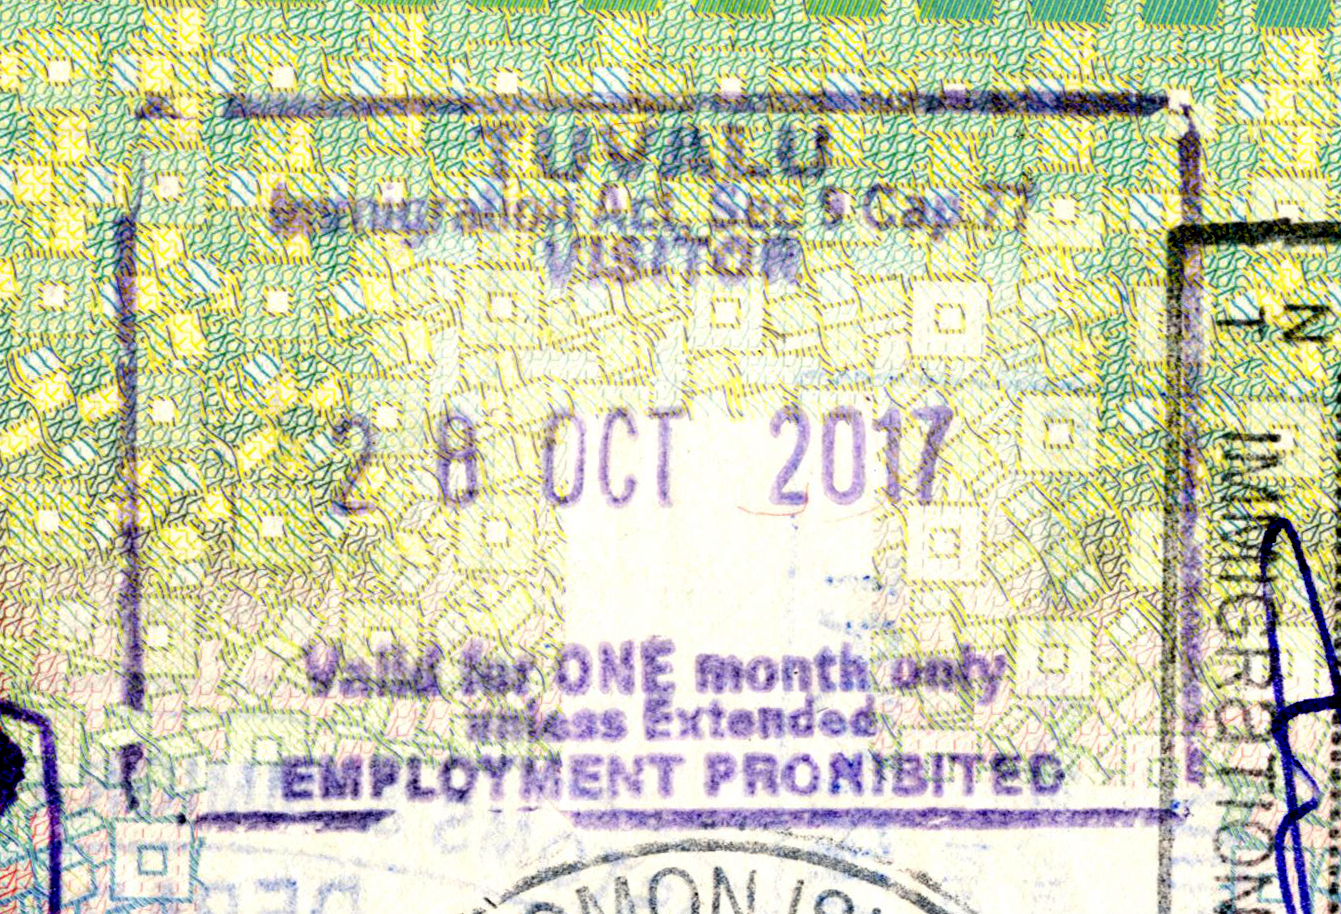 TUVALU
Immigration Act Sec 9 Cap 77
VISITOR
28 OCT 2017
Valid for ONE month only
unless Extended
EMPLOYMENT PROHIBITED
IMMIGRaTION